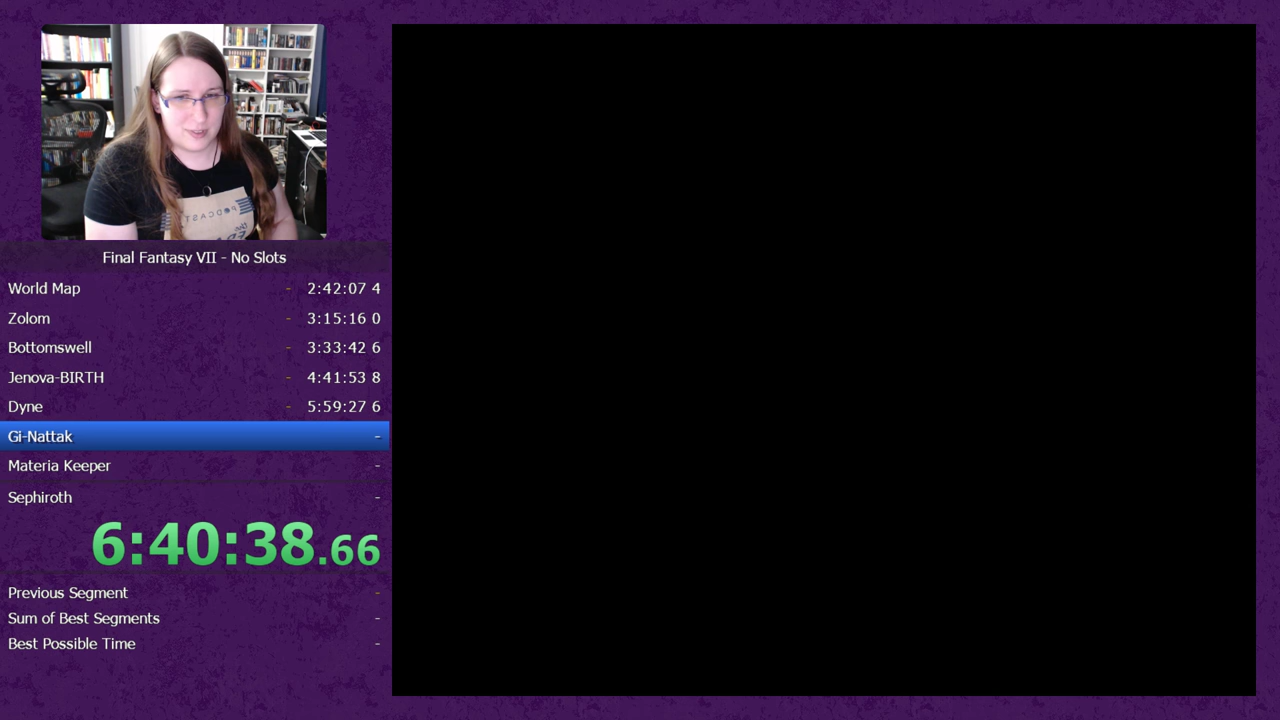 PODCAST
the
Final Fantasy VII - No Slots
World Map - 2:42:07 4
Zolom - 3:15:16 0
Bottomswell - 3:33:42 6
Jenova-BIRTH - 4:41:53 8
Dyne - 5:59:27 6
Gi-Nattak -
Materia Keeper -
Sephiroth -
6:40:38.66
Previous Segment -
Sum of Best Segments -
Best Possible Time -